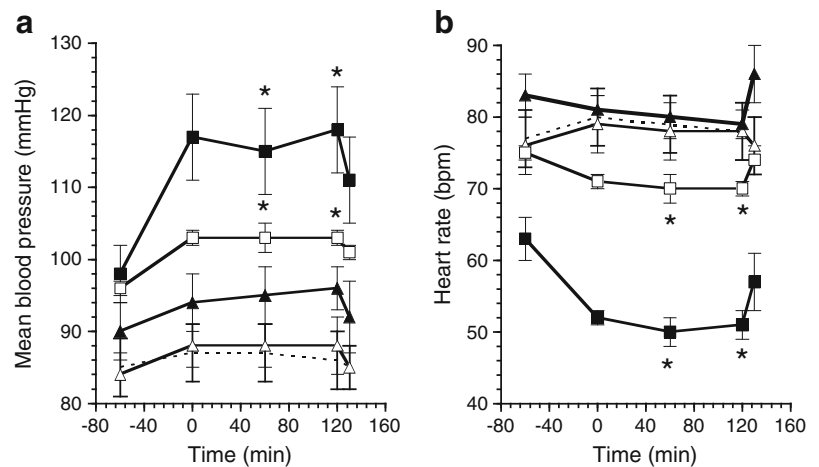 a
130
120
110
100
90
80
Mean blood pressure (mmHg)
* *
* *
-80 -40 0 40 80 120 160
Time (min)
b
90
80
70
60
50
40
Heart rate (bpm)
* *
* *
-80 -40 0 40 80 120 160
Time (min)